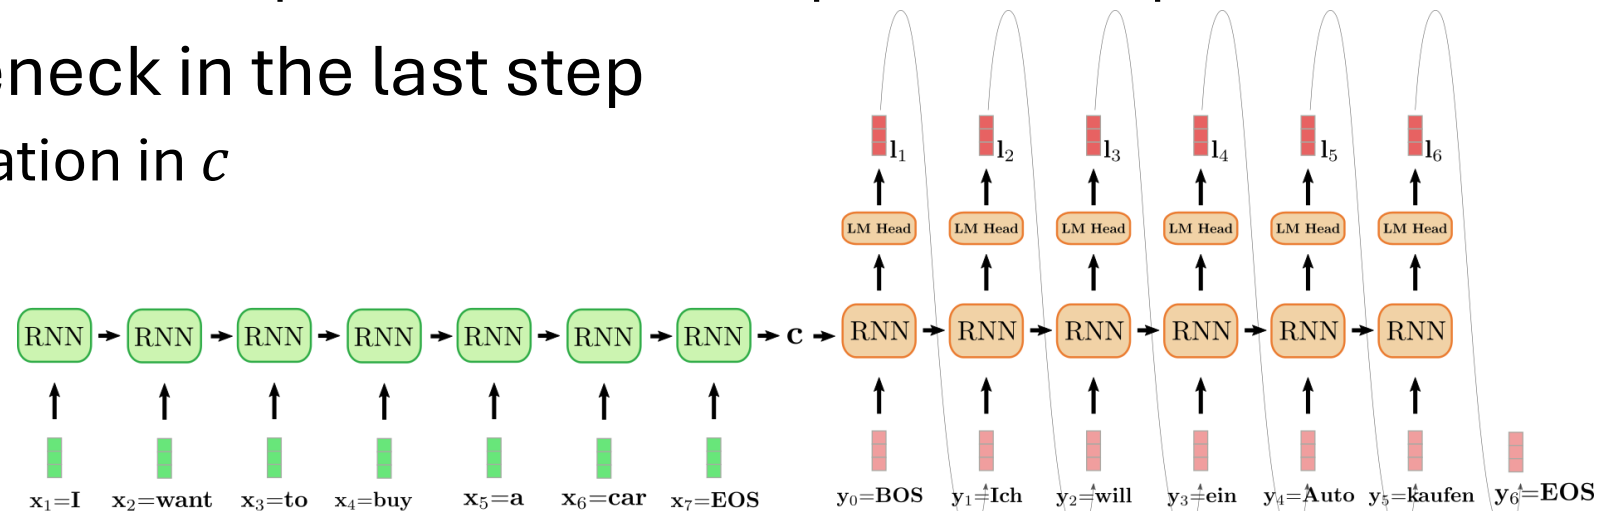 eneck in the last step
ation in c
l1 l2 l3 l4 l5 l6
LM Head LM Head LM Head LM Head LM Head LM Head
RNN RNN RNN RNN RNN RNN RNN c RNN RNN RNN RNN RNN RNN
x1=I x2=want x3=to x4=buy x5=a x6=car x7=EOS y0=BOS y1=Ich y2=will y3=ein y4=Auto y5=kaufen y6=EOS